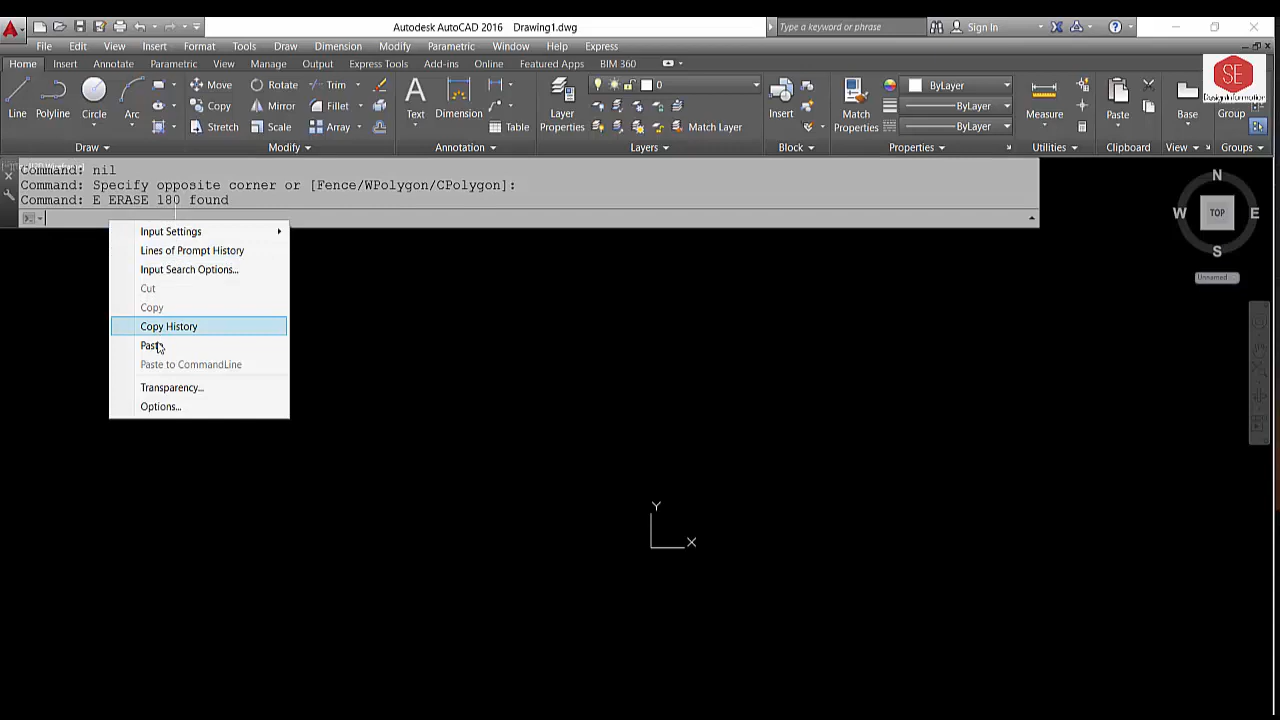 Autodesk AutoCAD 2016 Drawing1.dwg
Type a keyword or phrase
Sign In
File Edit View Insert Format Tools Draw Dimension Modify Parametric Window Help Express
Home Insert Annotate Parametric View Manage Output Express Tools Add-ins Online Featured Apps BIM 360
SE
Design Information
Move Rotate Trim
Copy Mirror Fillet
Stretch Scale Array
Line Polyline Circle Arc
Text Dimension Table
Layer Properties
0
Match Layer
Insert
Match Properties
ByLayer
ByLayer
ByLayer
Measure
Paste
Base
Group
Draw Modify Annotation Layers Block Properties Utilities Clipboard View Groups
Command: nil
Command: Specify opposite corner or [Fence/WPolygon/CPolygon]:
Command: E ERASE 180 found
Input Settings
Lines of Prompt History
Input Search Options...
Cut
Copy
Copy History
Paste
Paste to CommandLine
Transparency...
Options...
N
W TOP E
S
Unnamed
Y
X